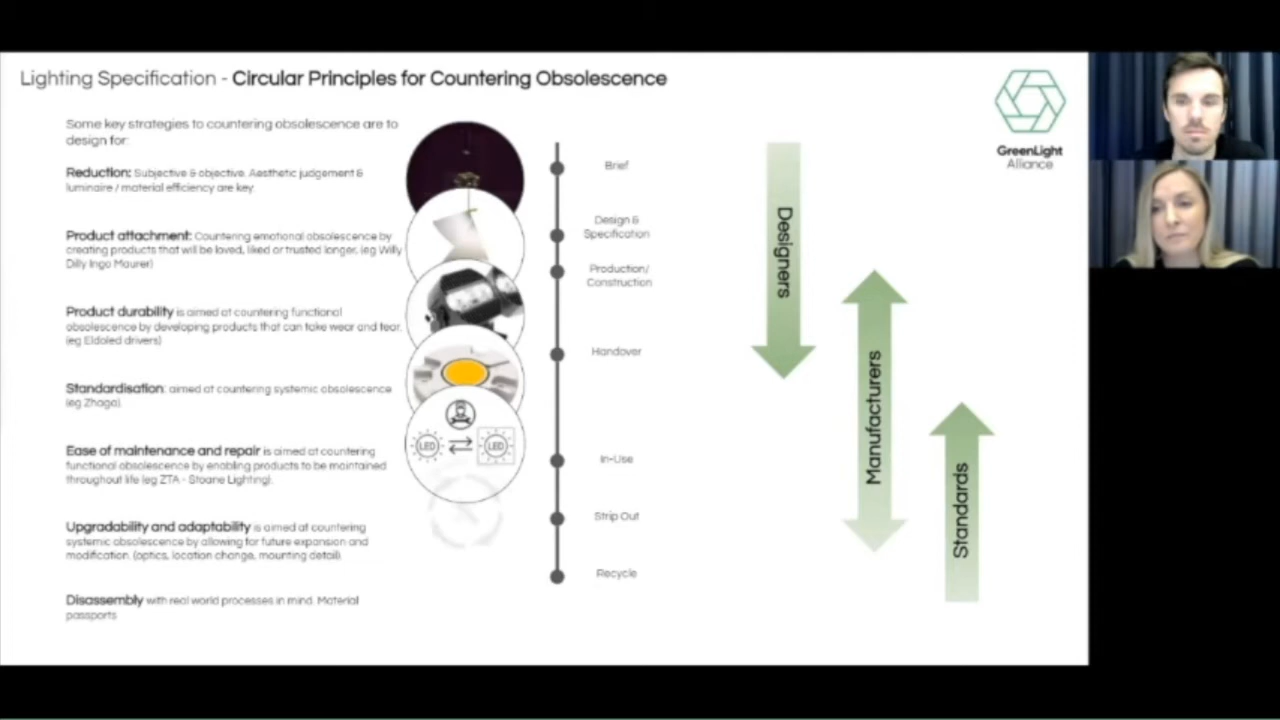 Lighting Specification - Circular Principles for Countering Obsolescence
GreenLight
Alliance
Some key strategies to countering obsolescence are to
design for:
Reduction: Subjective & objective. Aesthetic judgement &
luminaire / material efficiency are key.
Product attachment: Countering emotional obsolescence by
creating products that will be loved, liked or trusted longer. (eg Willy
Dilly Ingo Maurer)
Product durability is aimed at countering functional
obsolescence by developing products that can take wear and tear.
(eg Eldoled drivers)
Standardisation: aimed at countering systemic obsolescence
(eg Zhaga).
Ease of maintenance and repair is aimed at countering
functional obsolescence by enabling products to be maintained
throughout life (eg ZTA - Stoane Lighting).
Upgradability and adaptability is aimed at countering
systemic obsolescence by allowing for future expansion and
modification. (optics, location change, mounting detail).
Disassembly with real world processes in mind. Material
passports
LED
LED
Brief
Design &
Specification
Production/
Construction
Handover
In-Use
Strip Out
Recycle
Designers
Manufacturers
Standards